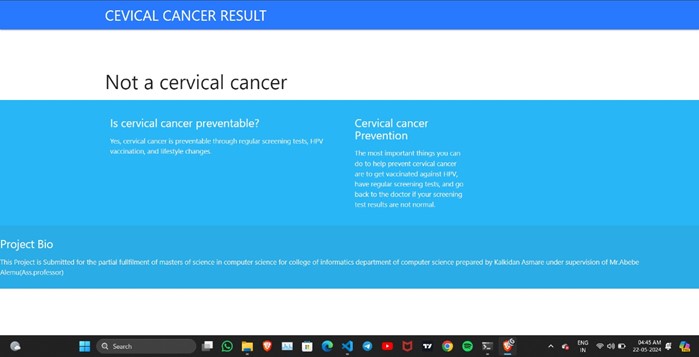 CEVICAL CANCER RESULT
Not a cervical cancer
Is cervical cancer preventable?
Yes, cervical cancer is preventable through regular screening tests, HPV
vaccination, and lifestyle changes.
Cervical cancer
Prevention
The most important things you can
do to help prevent cervical cancer
are to get vaccinated against HPV,
have regular screening tests, and go
back to the doctor if your screening
test results are not normal.
Project Bio
This Project is Submitted for the partial fullfilment of masters of science in computer science for college of informatics department of computer science prepared by Kalkidan Asmare under supervision of Mr.Abebe
Alemu(Ass.professor)
Search
ENG
IN
04:45 AM
22-05-2024